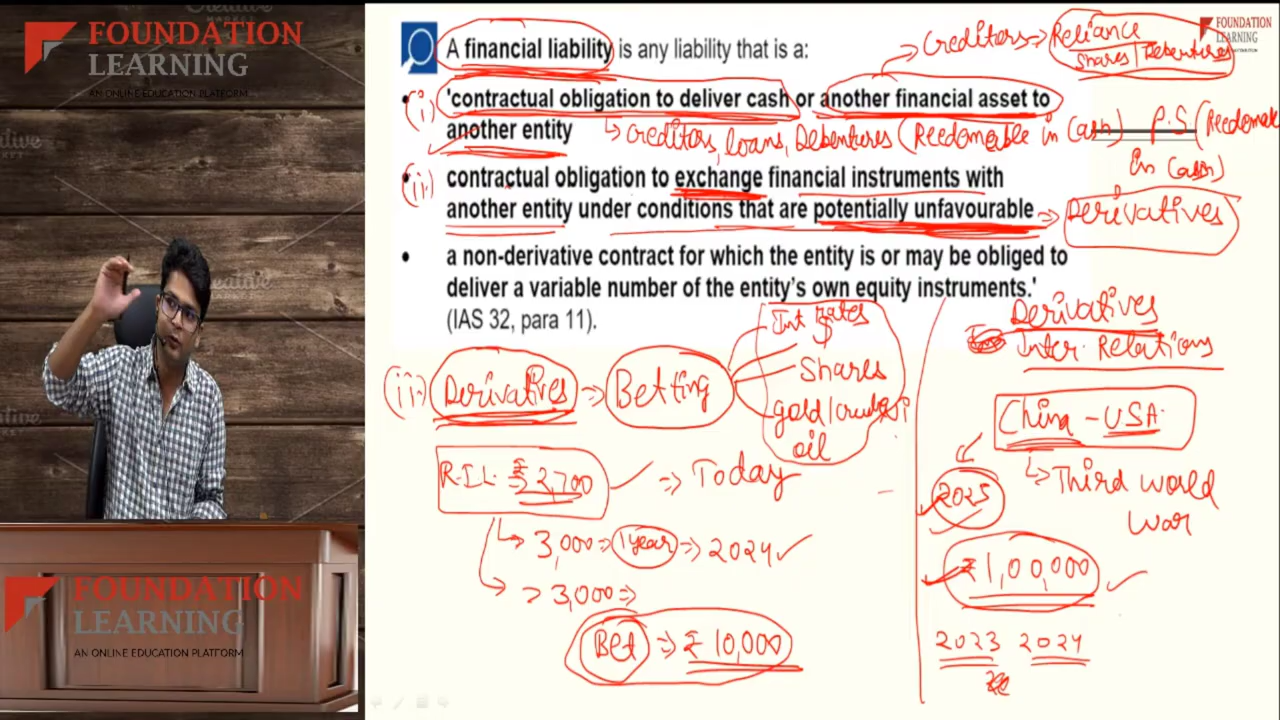 FOUNDATION
LEARNING
AN ONLINE EDUCATION PLATFORM
A financial liability is any liability that is a:
Creditors → Reliance
Shares / Debentures
FOUNDATION
LEARNING
(i) 'contractual obligation to deliver cash or another financial asset to
another entity
↳ Creditors, loans, Debentures (Reedomable in Cash) P.S (Reedomable
in Cash)
(ii) contractual obligation to exchange financial instruments with
another entity under conditions that are potentially unfavourable → Derivatives
• a non-derivative contract for which the entity is or may be obliged to
deliver a variable number of the entity's own equity instruments.'
(IAS 32, para 11).
(ii) Derivatives → Betting
Int rates
$
Shares
gold/crude
oil
R.I.L. = ₹ 2,700 ⇒ Today
↳ 3,000 ⇒ 1 year ⇒ 2024 ✓
> 3,000 ⇒
Bet ⇒ ₹ 10,000
Derivatives
Inter. Relations
China - USA.
↳ Third World
War
2025
₹ 1,00,000
2023 2024
FOUNDATION
LEARNING
AN ONLINE EDUCATION PLATFORM